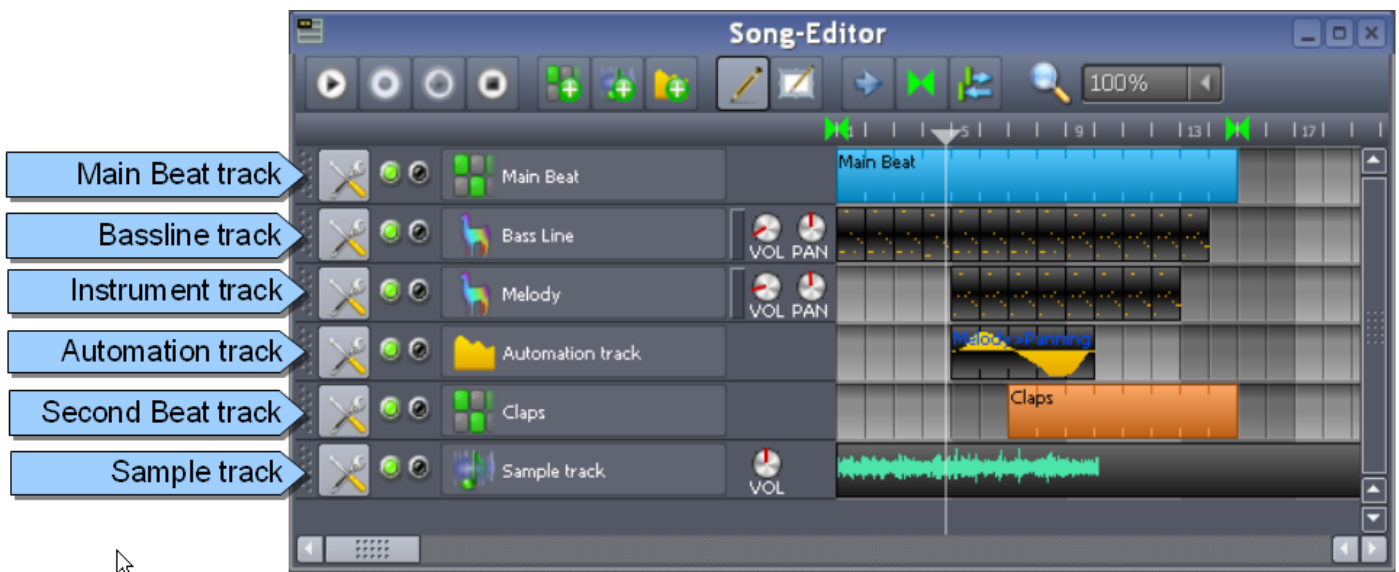 Song-Editor
100%
1 5 9 13 17
Main Beat track
Main Beat
Main Beat
Bassline track
Bass Line
VOL PAN
Instrument track
Melody
VOL PAN
Automation track
Automation track
Melody>Panning
Second Beat track
Claps
Claps
Sample track
Sample track
VOL